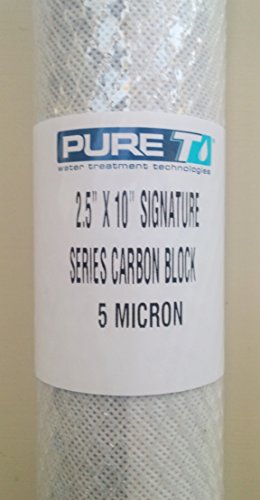 PURE T
water treatment technologies
2.5" X 10" SIGNATURE
SERIES CARBON BLOCK
5 MICRON